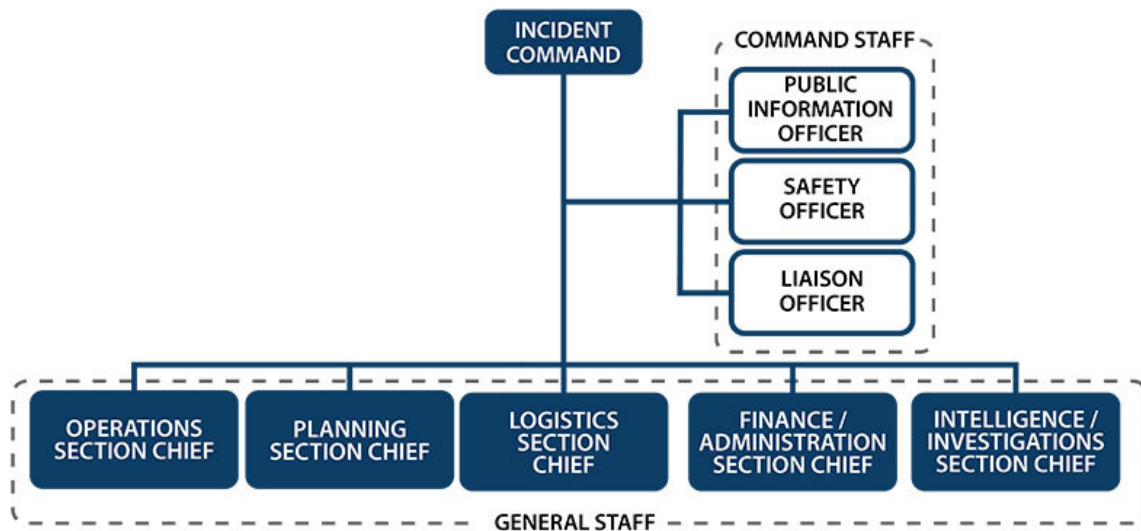 INCIDENT
COMMAND
COMMAND STAFF
PUBLIC
INFORMATION
OFFICER
SAFETY
OFFICER
LIAISON
OFFICER
OPERATIONS
SECTION CHIEF
PLANNING
SECTION CHIEF
LOGISTICS
SECTION
CHIEF
FINANCE /
ADMINISTRATION
SECTION CHIEF
INTELLIGENCE /
INVESTIGATIONS
SECTION CHIEF
GENERAL STAFF